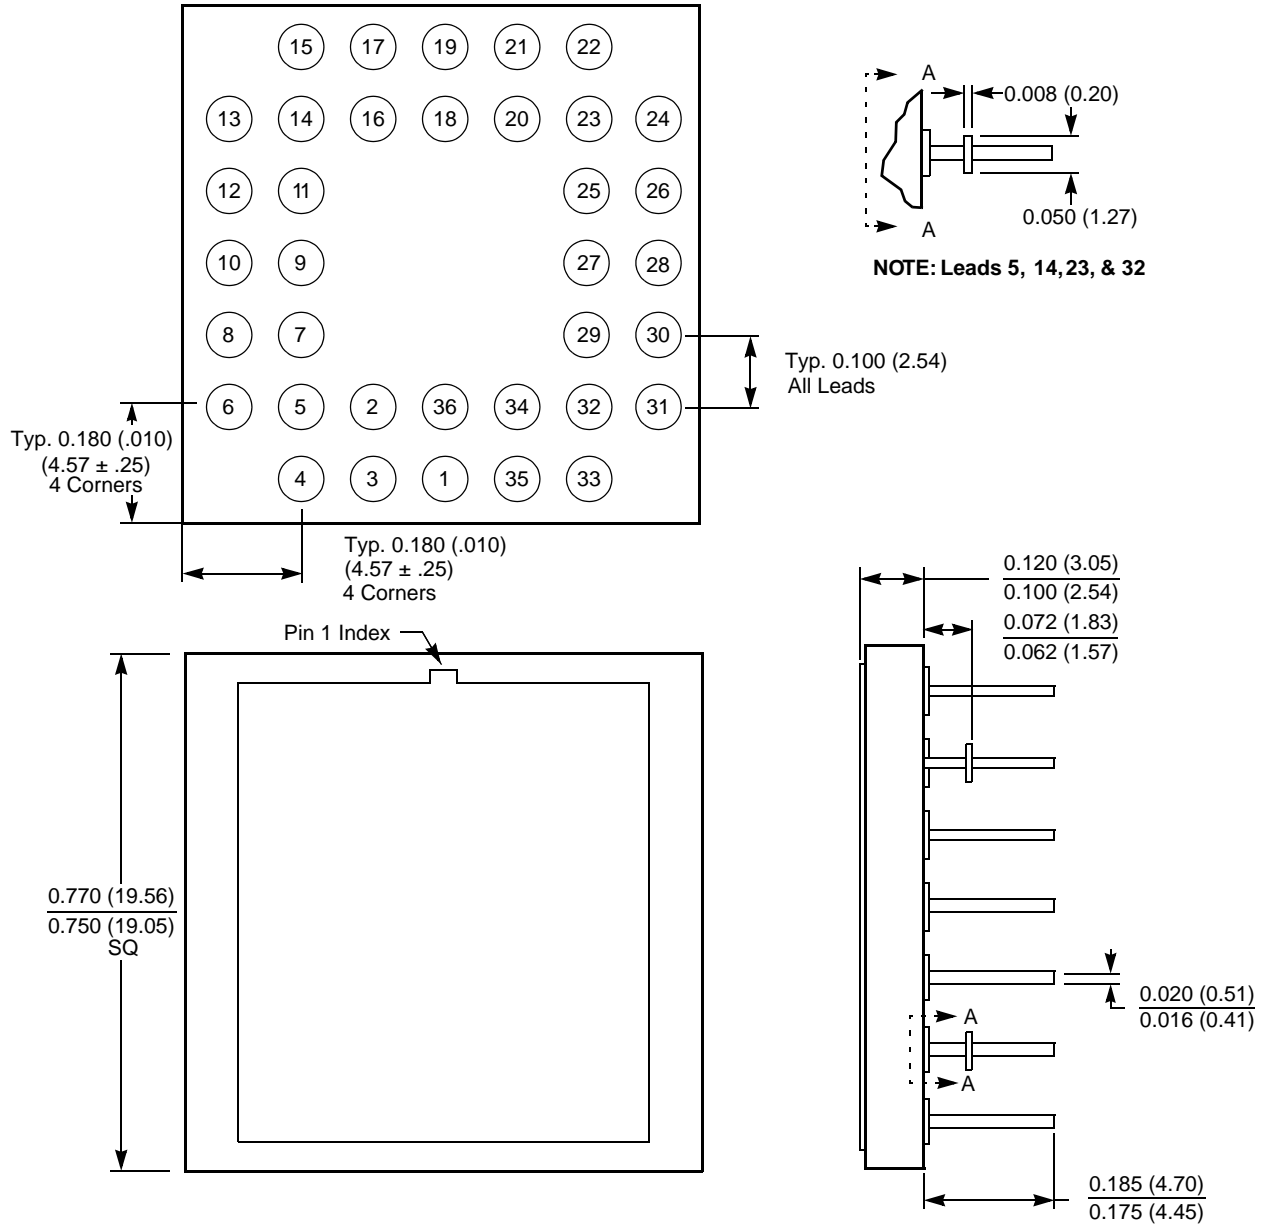 15 17 19 21 22
13 14 16 18 20 23 24
12 11 25 26
10 9 27 28
8 7 29 30
6 5 2 36 34 32 31
4 3 1 35 33
Typ. 0.180 (.010)
(4.57 ± .25)
4 Corners
Typ. 0.180 (.010)
(4.57 ± .25)
4 Corners
Typ. 0.100 (2.54)
All Leads
A
0.008 (0.20)
0.050 (1.27)
A
NOTE: Leads 5, 14, 23, & 32
Pin 1 Index
0.770 (19.56)
0.750 (19.05)
SQ
0.120 (3.05)
0.100 (2.54)
0.072 (1.83)
0.062 (1.57)
0.020 (0.51)
0.016 (0.41)
A
A
0.185 (4.70)
0.175 (4.45)